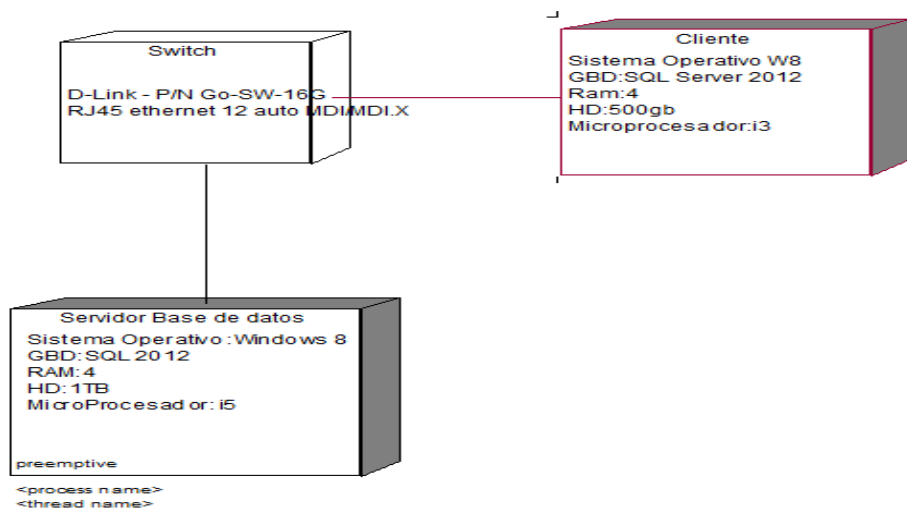 Switch
D-Link - P/N Go-SW-16G
RJ45 ethernet 12 auto MDI/MDI.X
Cliente
Sistema Operativo W8
GBD:SQL Server 2012
Ram:4
HD:500gb
Microprocesador:i3
Servidor Base de datos
Sistema Operativo :Windows 8
GBD:SQL 2012
RAM:4
HD:1TB
MicroProcesador:i5
preemptive
<process name>
<thread name>